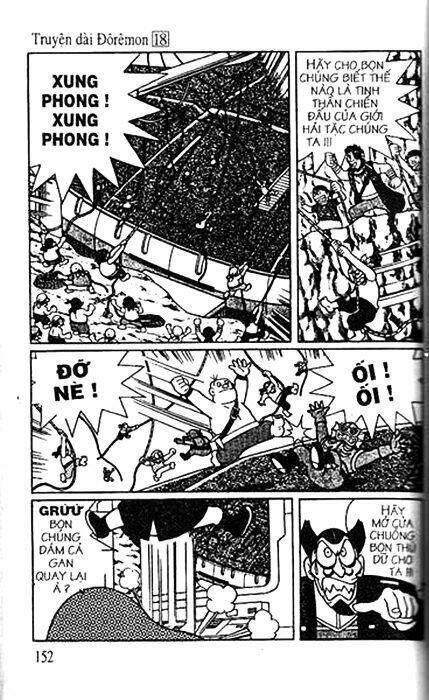 Truyện dài Đôrêmon 18
XUNG
PHONG !
XUNG
PHONG !
HÃY CHO BỌN
CHÚNG BIẾT THẾ
NÀO LÀ TINH
THẦN CHIẾN
ĐẤU CỦA GIỚI
HẢI TẶC CHÚNG
TA !!!
ĐỠ
NÈ !
ỐI !
ỐI !
GRỪỪ
BỌN
CHÚNG
DÁM CẢ
GAN
QUAY LẠI
À ?
HÃY
MỞ CỬA
CHUỒNG
BỌN THÚ
DỮ CHO
TA !!!
152